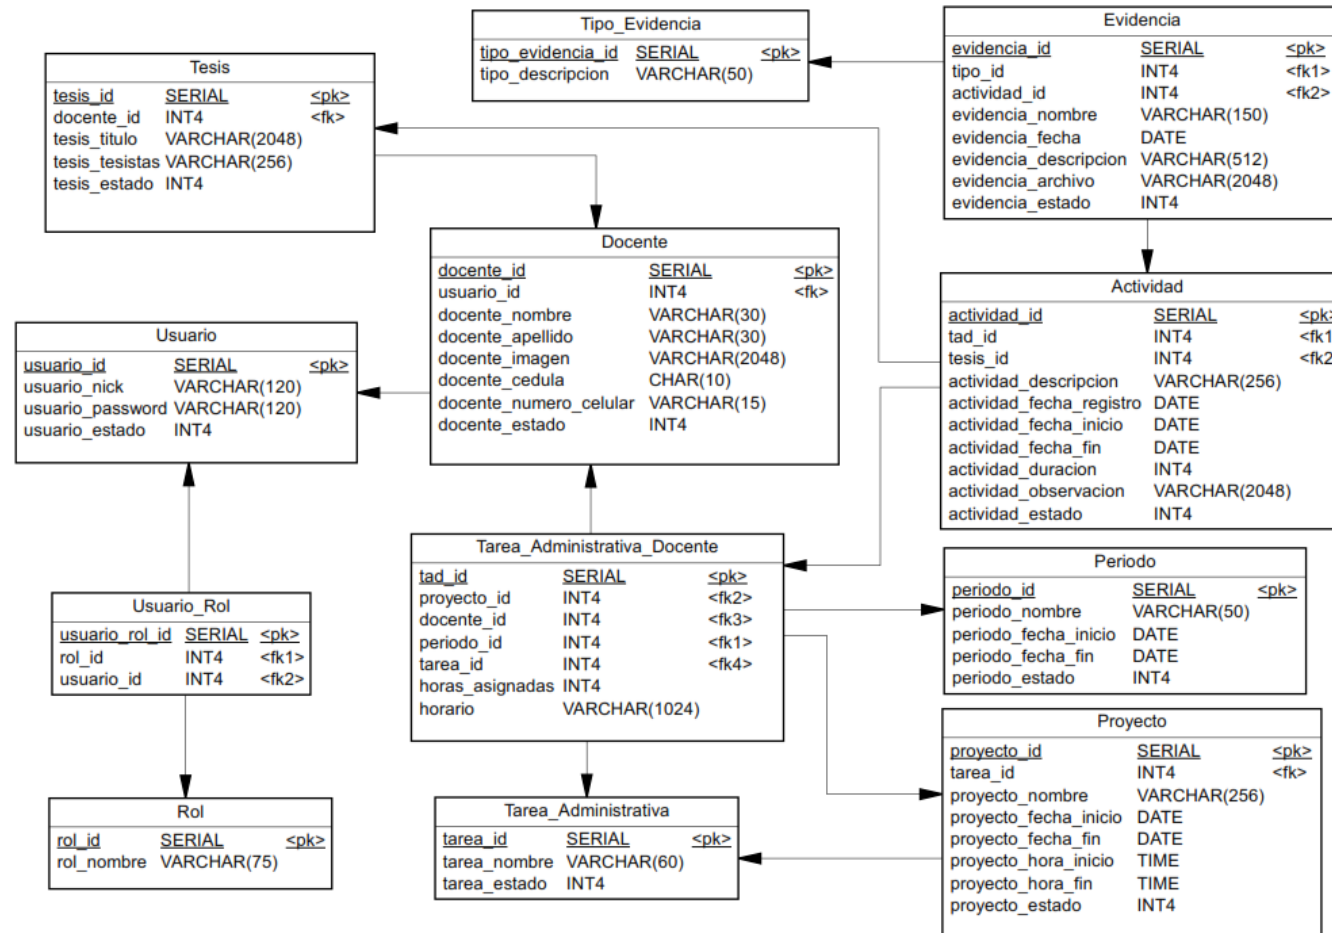 Tipo_Evidencia
tipo_evidencia_id SERIAL <pk>
tipo_descripcion VARCHAR(50)
Evidencia
evidencia_id SERIAL <pk>
tipo_id INT4 <fk1>
actividad_id INT4 <fk2>
evidencia_nombre VARCHAR(150)
evidencia_fecha DATE
evidencia_descripcion VARCHAR(512)
evidencia_archivo VARCHAR(2048)
evidencia_estado INT4
Tesis
tesis_id SERIAL <pk>
docente_id INT4 <fk>
tesis_titulo VARCHAR(2048)
tesis_tesistas VARCHAR(256)
tesis_estado INT4
Docente
docente_id SERIAL <pk>
usuario_id INT4 <fk>
docente_nombre VARCHAR(30)
docente_apellido VARCHAR(30)
docente_imagen VARCHAR(2048)
docente_cedula CHAR(10)
docente_numero_celular VARCHAR(15)
docente_estado INT4
Actividad
actividad_id SERIAL <pk>
tad_id INT4 <fk1
tesis_id INT4 <fk2
actividad_descripcion VARCHAR(256)
actividad_fecha_registro DATE
actividad_fecha_inicio DATE
actividad_fecha_fin DATE
actividad_duracion INT4
actividad_observacion VARCHAR(2048)
actividad_estado INT4
Usuario
usuario_id SERIAL <pk>
usuario_nick VARCHAR(120)
usuario_password VARCHAR(120)
usuario_estado INT4
Tarea_Administrativa_Docente
tad_id SERIAL <pk>
proyecto_id INT4 <fk2>
docente_id INT4 <fk3>
periodo_id INT4 <fk1>
tarea_id INT4 <fk4>
horas_asignadas INT4
horario VARCHAR(1024)
Periodo
periodo_id SERIAL <pk>
periodo_nombre VARCHAR(50)
periodo_fecha_inicio DATE
periodo_fecha_fin DATE
periodo_estado INT4
Usuario_Rol
usuario_rol_id SERIAL <pk>
rol_id INT4 <fk1>
usuario_id INT4 <fk2>
Proyecto
proyecto_id SERIAL <pk>
tarea_id INT4 <fk>
proyecto_nombre VARCHAR(256)
proyecto_fecha_inicio DATE
proyecto_fecha_fin DATE
proyecto_hora_inicio TIME
proyecto_hora_fin TIME
proyecto_estado INT4
Rol
rol_id SERIAL <pk>
rol_nombre VARCHAR(75)
Tarea_Administrativa
tarea_id SERIAL <pk>
tarea_nombre VARCHAR(60)
tarea_estado INT4